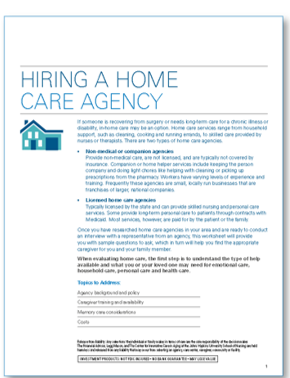 HIRING A HOME
CARE AGENCY
If someone is recovering from surgery or needs long-term care for a chronic illness or
disability, in-home care may be an option. Home care services range from household
support, such as cleaning, cooking and running errands, to skilled care provided by
nurses or therapists. There are two types of home care agencies.
• Non-medical or companion agencies
Provide non-medical care, are not licensed, and are typically not covered by
insurance. Companion or home helper services include keeping the person
company and doing light chores like helping with cleaning or picking up
prescriptions from the pharmacy. Workers have varying levels of experience and
training. Frequently these agencies are small, locally run businesses that are
franchises of larger, national companies.
• Licensed home care agencies
Typically licensed by the state and can provide skilled nursing and personal care
services. Some provide long-term personal care to patients through contracts with
Medicaid. Most services, however, are paid for by the patient or the family.
Once you have researched home care agencies in your area and are ready to conduct
an interview with a representative from an agency, this worksheet will provide
you with sample questions to ask, which in turn will help you find the appropriate
caregiver for you and your family member.
When evaluating home care, the first step is to understand the type of help
available and what you or your loved one may need for emotional care,
household care, personal care and health care.
Topics to Address:
Agency background and policy
Caregiver training and availability
Memory care considerations
Costs
INVESTMENT PRODUCTS: NOT FDIC INSURED • NO BANK GUARANTEE • MAY LOSE VALUE
1